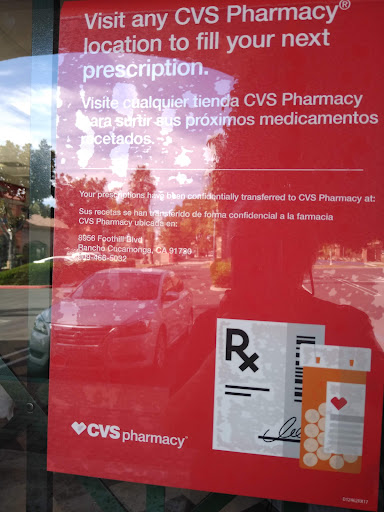 Visit any CVS Pharmacy®
location to fill your next
prescription.
Visite cualquier tienda CVS Pharmacy
para surtir sus próximos medicamentos
recetados.
Your prescriptions have been confidentially transferred to CVS Pharmacy at:
Sus recetas se han transferido de forma confidencial a la farmacia
CVS Pharmacy ubicada en:
8956 Foothill Blvd
Rancho Cucamonga, CA 91730
Rx
CVS pharmacy